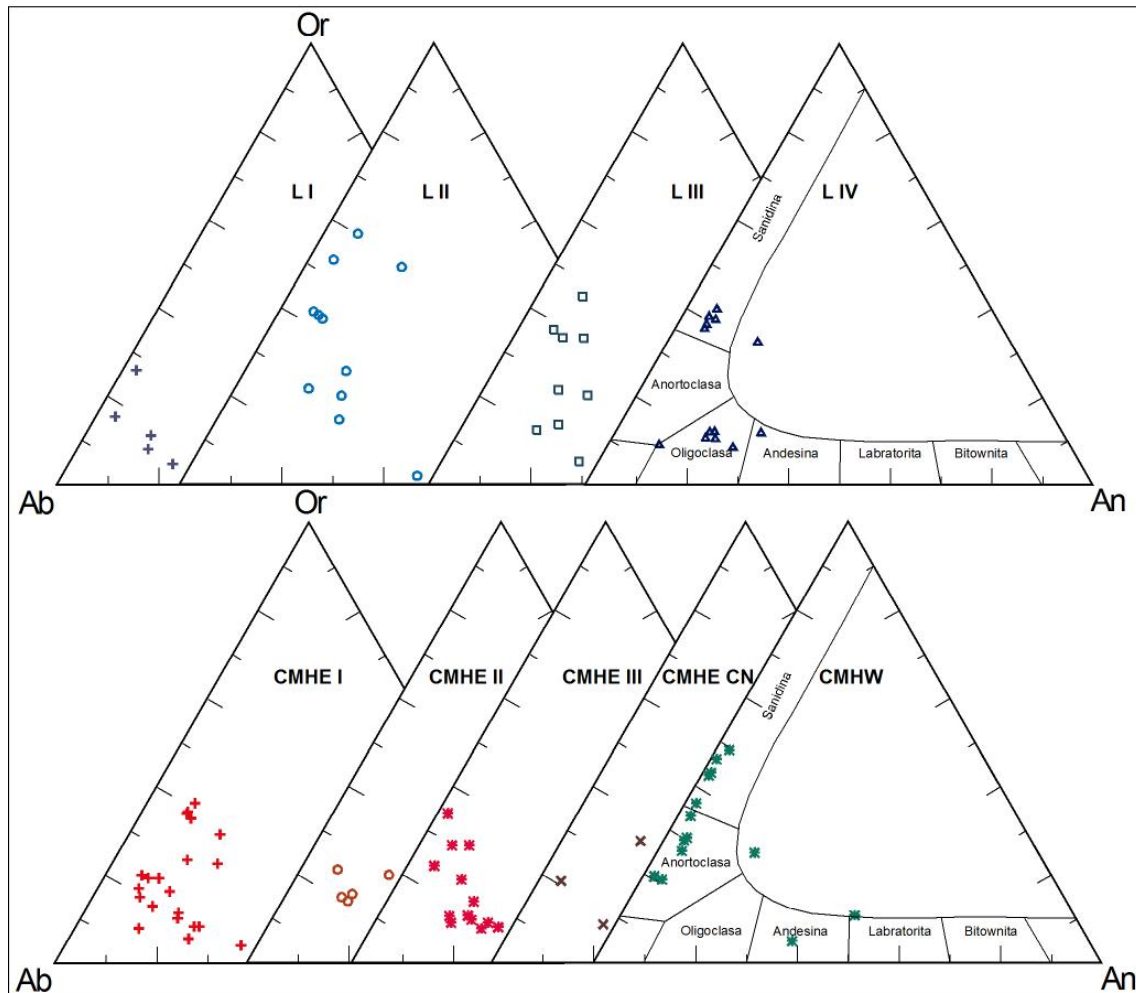 Or
L I
L II
L III
L IV
Sanidina
Anortoclasa
Oligoclasa
Andesina
Labratorita
Bitownita
Ab
An
Or
CMHE I
CMHE II
CMHE III
CMHE CN
CMHW
Sanidina
Anortoclasa
Oligoclasa
Andesina
Labratorita
Bitownita
Ab
An